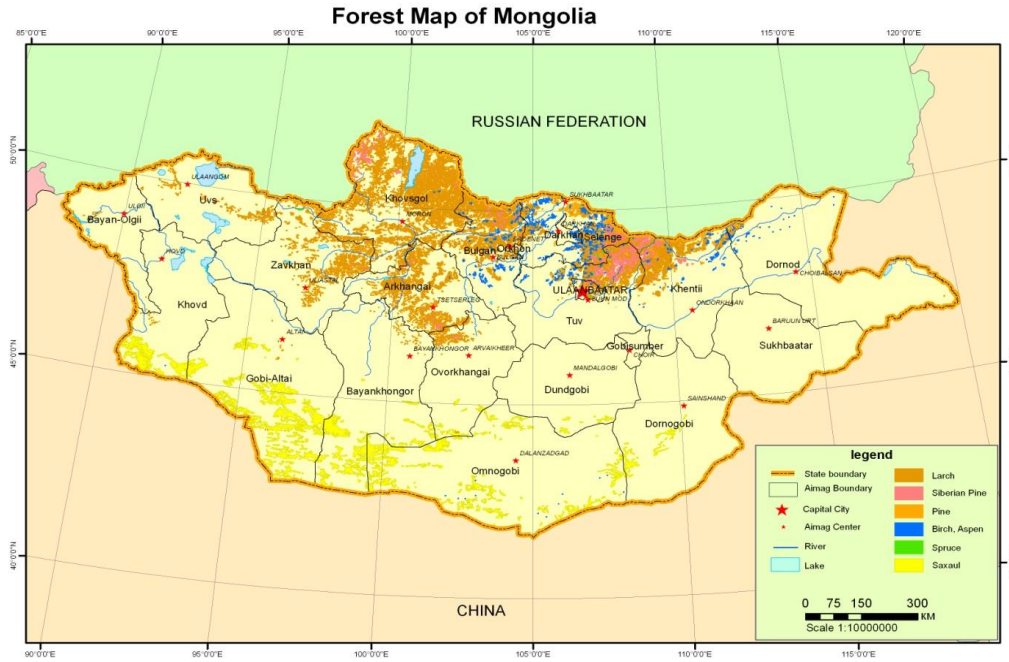 Forest Map of Mongolia
85°0'0"E
90°0'0"E
95°0'0"E
100°0'0"E
105°0'0"E
110°0'0"E
115°0'0"E
120°0'0"E
RUSSIAN FEDERATION
50°0'0"N
ULAANGOM
Uvs
Khovsgol
SUKHBAATAR
ULGII
Bayan-Olgii
MORON
DARKHAN
Darkhan
Selenge
ERDENET
Orkhon
Bulgan
BULGAN
HOVD
Zavkhan
Dornod
CHOIBALSAN
ULIASTAI
Arkhangai
ULAANBAATAR
ZUUN MOD
Khentii
Khovd
TSETSERLEG
ONDORKHAAN
Tuv
BARUUN URT
ALTAI
Gobisumber
Sukhbaatar
45°0'0"N
BAYANKHONGOR
ARVAIKHEER
CHOIR
Ovorkhangai
MANDALGOBI
Gobi-Altai
Bayankhongor
Dundgobi
SAINSHAND
Dornogobi
DALANZADGAD
Omnogobi
legend
State boundary
Larch
Aimag Boundary
Siberian Pine
Capital City
Pine
Aimag Center
Birch, Aspen
River
Spruce
Lake
Saxaul
40°0'0"N
CHINA
0 75 150 300
KM
Scale 1:10000000
90°0'0"E
95°0'0"E
100°0'0"E
105°0'0"E
110°0'0"E
115°0'0"E